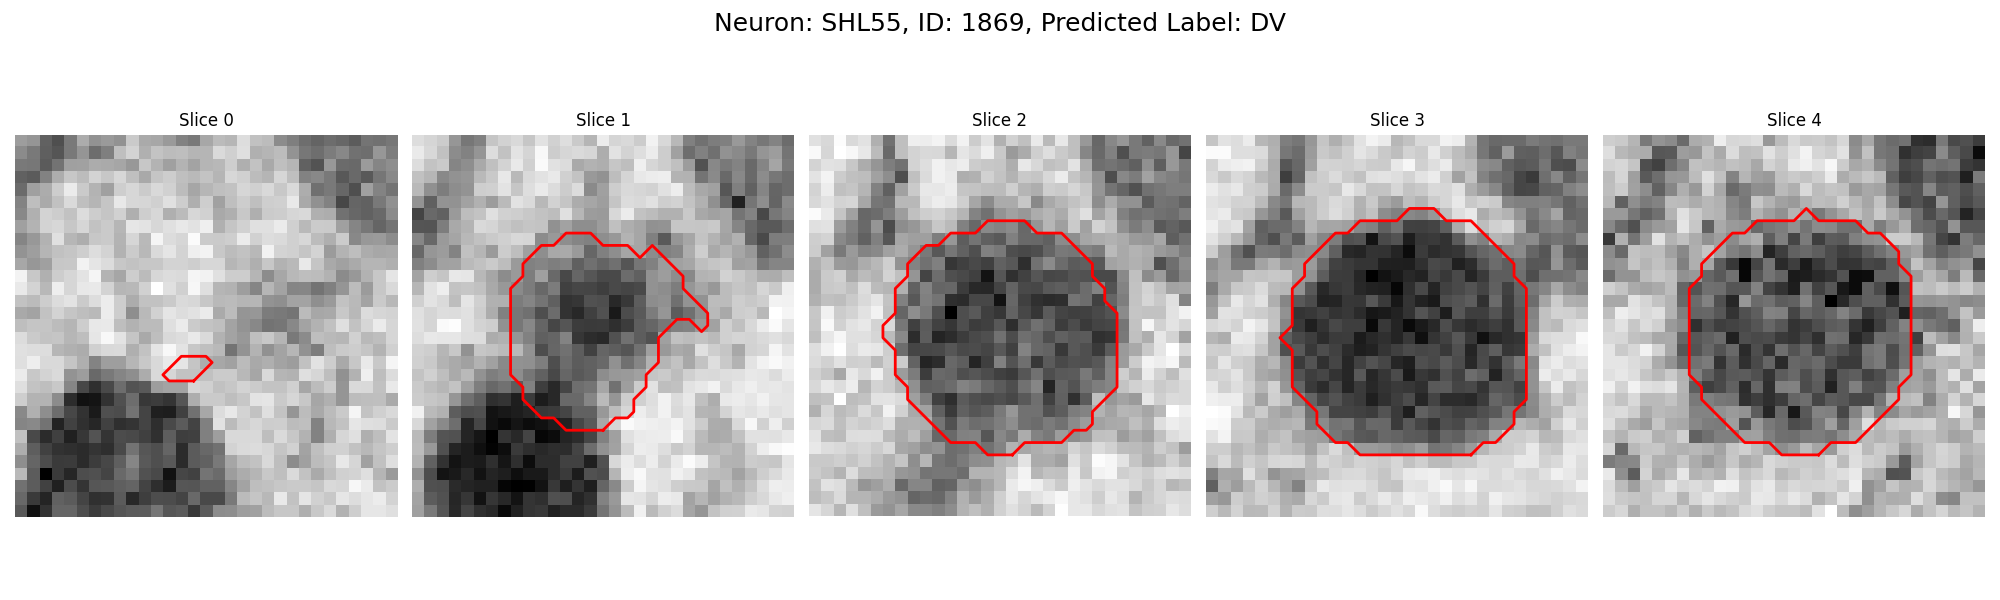 Neuron: SHL55, ID: 1869, Predicted Label: DV
Slice 0
Slice 1
Slice 2
Slice 3
Slice 4